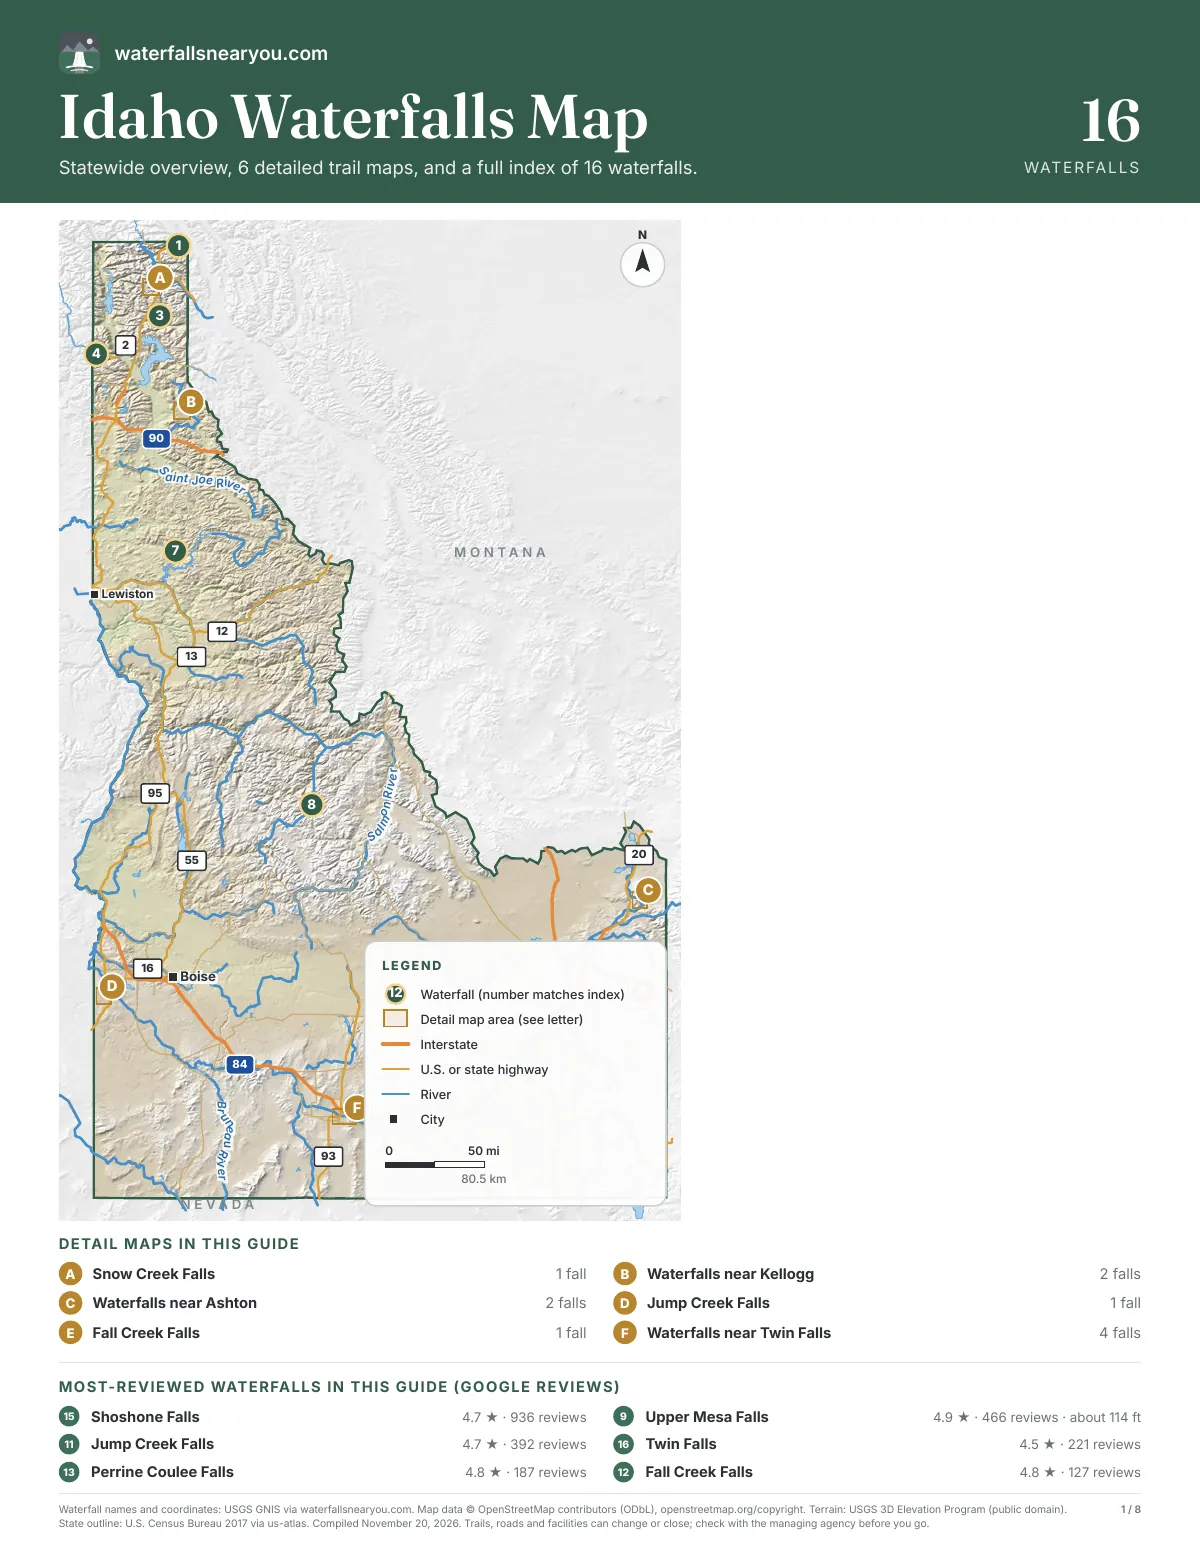 waterfallsnearyou.com
Idaho Waterfalls Map
Statewide overview, 6 detailed trail maps, and a full index of 16 waterfalls.
16
WATERFALLS
N
1
A
3
2
4
B
90
Saint Joe River
MONTANA
7
Lewiston
12
13
95
8
Salmon River
55
20
C
16
Boise
D
84
F
Bruneau River
93
NEVADA
LEGEND
12 Waterfall (number matches index)
Detail map area (see letter)
Interstate
U.S. or state highway
River
City
0 50 mi
80.5 km
DETAIL MAPS IN THIS GUIDE
A Snow Creek Falls 1 fall
B Waterfalls near Kellogg 2 falls
C Waterfalls near Ashton 2 falls
D Jump Creek Falls 1 fall
E Fall Creek Falls 1 fall
F Waterfalls near Twin Falls 4 falls
MOST-REVIEWED WATERFALLS IN THIS GUIDE (GOOGLE REVIEWS)
15 Shoshone Falls 4.7 ★ · 936 reviews
9 Upper Mesa Falls 4.9 ★ · 466 reviews · about 114 ft
11 Jump Creek Falls 4.7 ★ · 392 reviews
16 Twin Falls 4.5 ★ · 221 reviews
13 Perrine Coulee Falls 4.8 ★ · 187 reviews
12 Fall Creek Falls 4.8 ★ · 127 reviews
Waterfall names and coordinates: USGS GNIS via waterfallsnearyou.com. Map data © OpenStreetMap contributors (ODbL), openstreetmap.org/copyright. Terrain: USGS 3D Elevation Program (public domain).
1 / 8
State outline: U.S. Census Bureau 2017 via us-atlas. Compiled November 20, 2026. Trails, roads and facilities can change or close; check with the managing agency before you go.